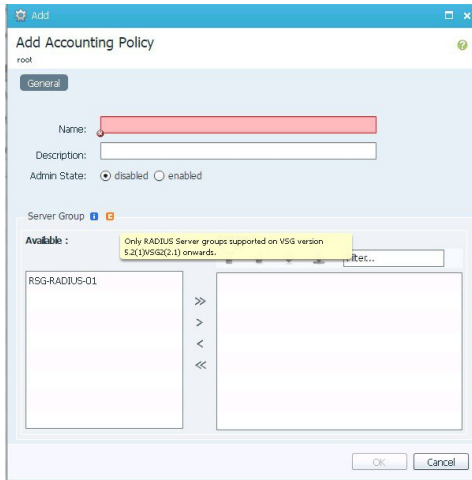 Add
Add Accounting Policy
root
General
Name:
Description:
Admin State: disabled enabled
Server Group
Available :
Only RADIUS Server groups supported on VSG version
5.2(1)VSG2(2.1) onwards.
Filter...
RSG-RADIUS-01
OK Cancel